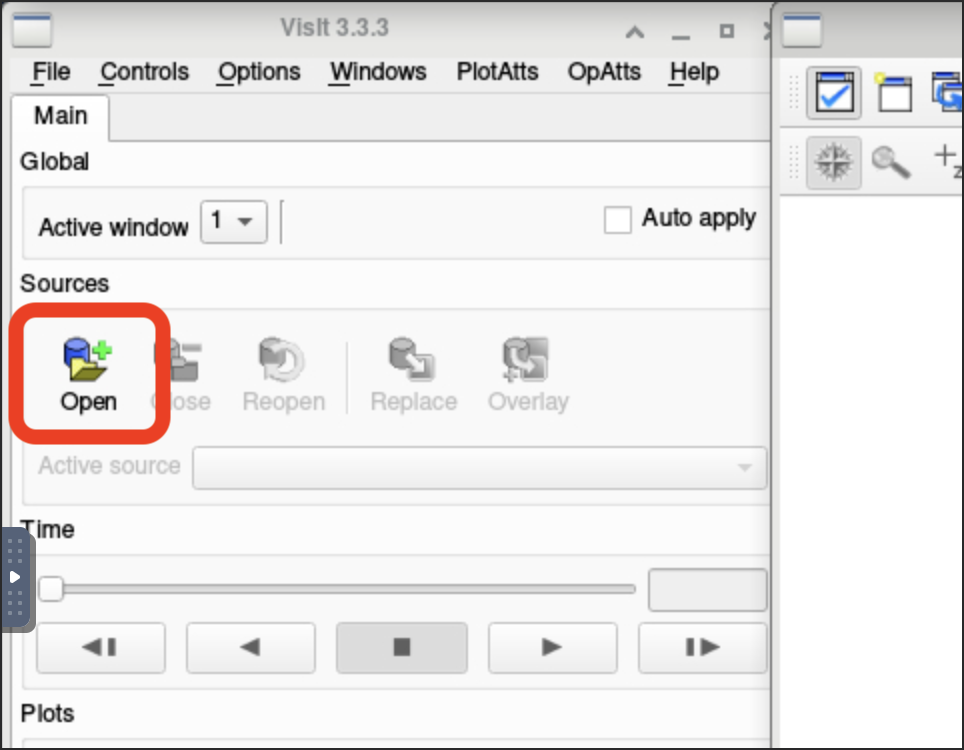 VisIt 3.3.3
File Controls Options Windows PlotAtts OpAtts Help
Main
Global
Active window 1 Auto apply
Sources
Open Close Reopen Replace Overlay
Active source
Time
Plots